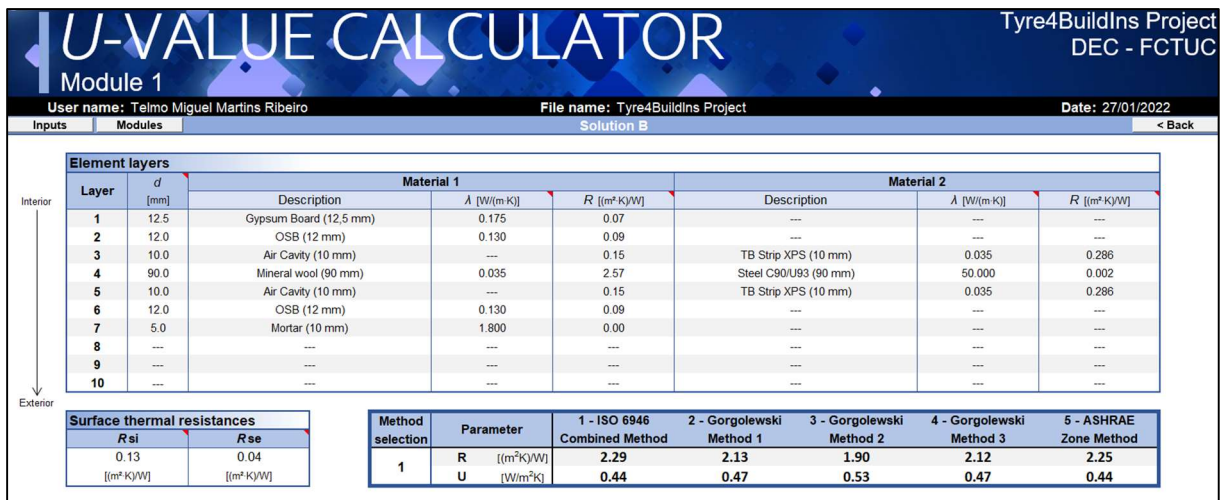 U-VALUE CALCULATOR
Tyre4BuildIns Project
DEC - FCTUC
Module 1
User name: Telmo Miguel Martins Ribeiro File name: Tyre4BuildIns Project Date: 27/01/2022
Inputs Modules Solution B < Back
Element layers
Layer d [mm] Material 1 Material 2
Description λ [W/(m·K)] R [(m²·K)/W] Description λ [W/(m·K)] R [(m²·K)/W]
Interior
1 12.5 Gypsum Board (12,5 mm) 0.175 0.07 --- --- ---
2 12.0 OSB (12 mm) 0.130 0.09 --- --- ---
3 10.0 Air Cavity (10 mm) --- 0.15 TB Strip XPS (10 mm) 0.035 0.286
4 90.0 Mineral wool (90 mm) 0.035 2.57 Steel C90/U93 (90 mm) 50.000 0.002
5 10.0 Air Cavity (10 mm) --- 0.15 TB Strip XPS (10 mm) 0.035 0.286
6 12.0 OSB (12 mm) 0.130 0.09 --- --- ---
7 5.0 Mortar (10 mm) 1.800 0.00 --- --- ---
8 --- --- --- --- --- --- ---
9 --- --- --- --- --- --- ---
10 --- --- --- --- --- --- ---
Exterior
Surface thermal resistances
Rsi Rse
0.13 0.04
[(m²·K)/W] [(m²·K)/W]
Method selection Parameter 1 - ISO 6946 Combined Method 2 - Gorgolewski Method 1 3 - Gorgolewski Method 2 4 - Gorgolewski Method 3 5 - ASHRAE Zone Method
1 R [(m²K)/W] 2.29 2.13 1.90 2.12 2.25
U [W/m²K] 0.44 0.47 0.53 0.47 0.44